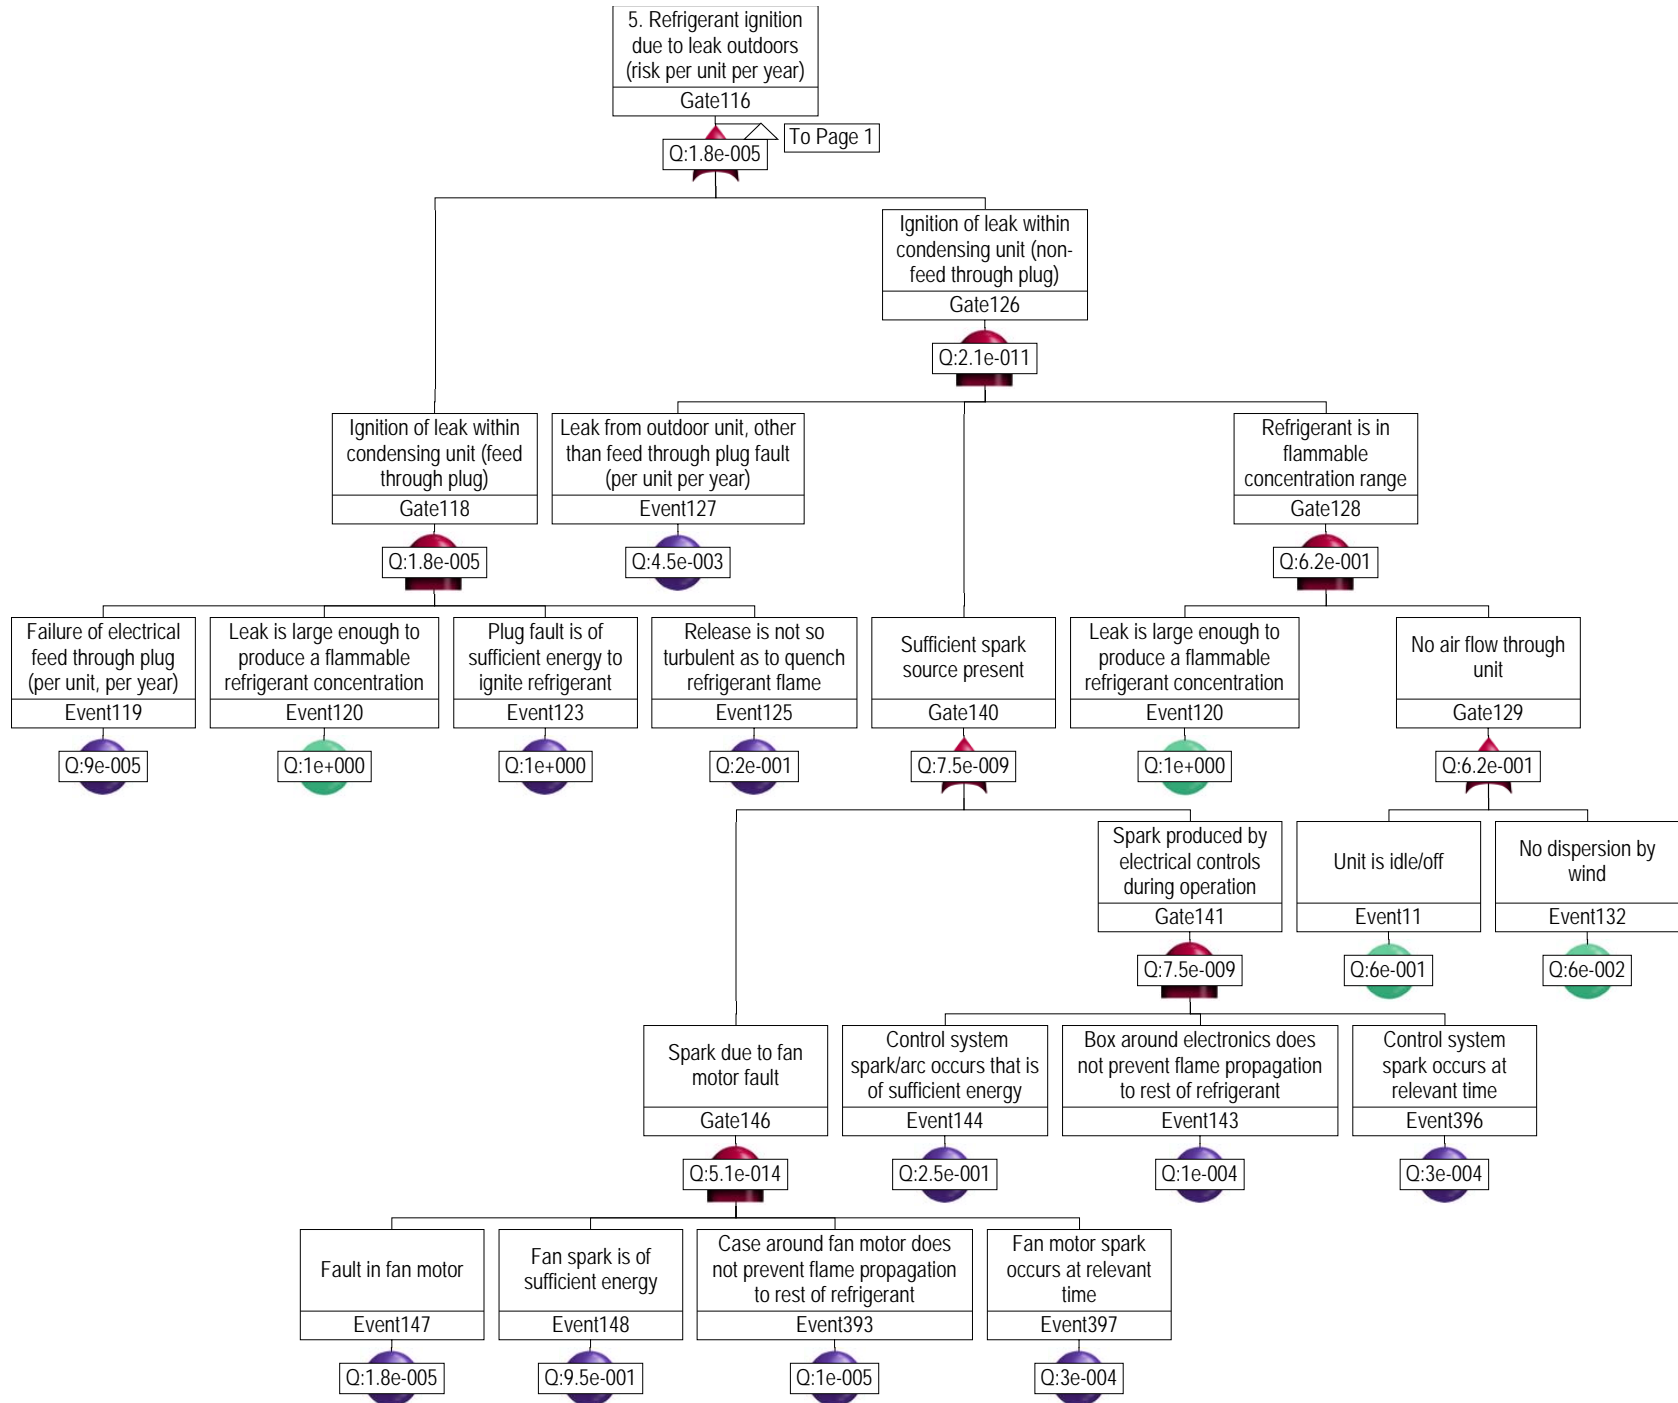 5. Refrigerant ignition
due to leak outdoors
(risk per unit per year)
Gate116
To Page 1
Q:1.8e-005
Ignition of leak within
condensing unit (non-
feed through plug)
Gate126
Q:2.1e-011
Ignition of leak within
condensing unit (feed
through plug)
Gate118
Q:1.8e-005
Leak from outdoor unit, other
than feed through plug fault
(per unit per year)
Event127
Q:4.5e-003
Refrigerant is in
flammable
concentration range
Gate128
Q:6.2e-001
Failure of electrical
feed through plug
(per unit, per year)
Event119
Q:9e-005
Leak is large enough to
produce a flammable
refrigerant concentration
Event120
Q:1e+000
Plug fault is of
sufficient energy to
ignite refrigerant
Event123
Q:1e+000
Release is not so
turbulent as to quench
refrigerant flame
Event125
Q:2e-001
Sufficient spark
source present
Gate140
Q:7.5e-009
Leak is large enough to
produce a flammable
refrigerant concentration
Event120
Q:1e+000
No air flow through
unit
Gate129
Q:6.2e-001
Spark produced by
electrical controls
during operation
Gate141
Q:7.5e-009
Unit is idle/off
Event11
Q:6e-001
No dispersion by
wind
Event132
Q:6e-002
Spark due to fan
motor fault
Gate146
Q:5.1e-014
Control system
spark/arc occurs that is
of sufficient energy
Event144
Q:2.5e-001
Box around electronics does
not prevent flame propagation
to rest of refrigerant
Event143
Q:1e-004
Control system
spark occurs at
relevant time
Event396
Q:3e-004
Fault in fan motor
Event147
Q:1.8e-005
Fan spark is of
sufficient energy
Event148
Q:9.5e-001
Case around fan motor does
not prevent flame propagation
to rest of refrigerant
Event393
Q:1e-005
Fan motor spark
occurs at relevant
time
Event397
Q:3e-004